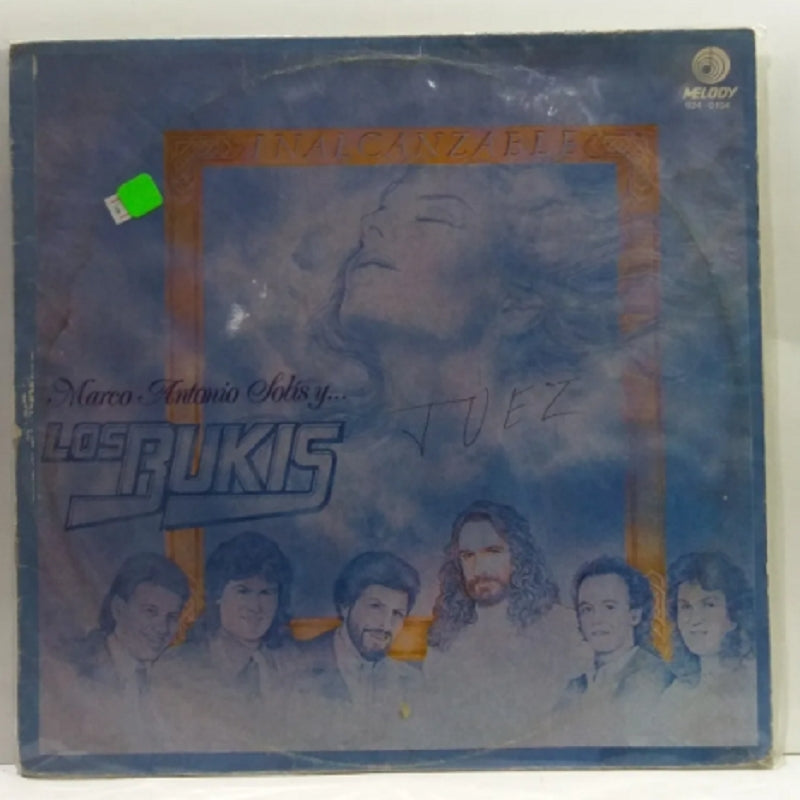 MELODY
INALCANZABLE
Marco Antonio Solís y...
LOS BUKIS
JUEZ